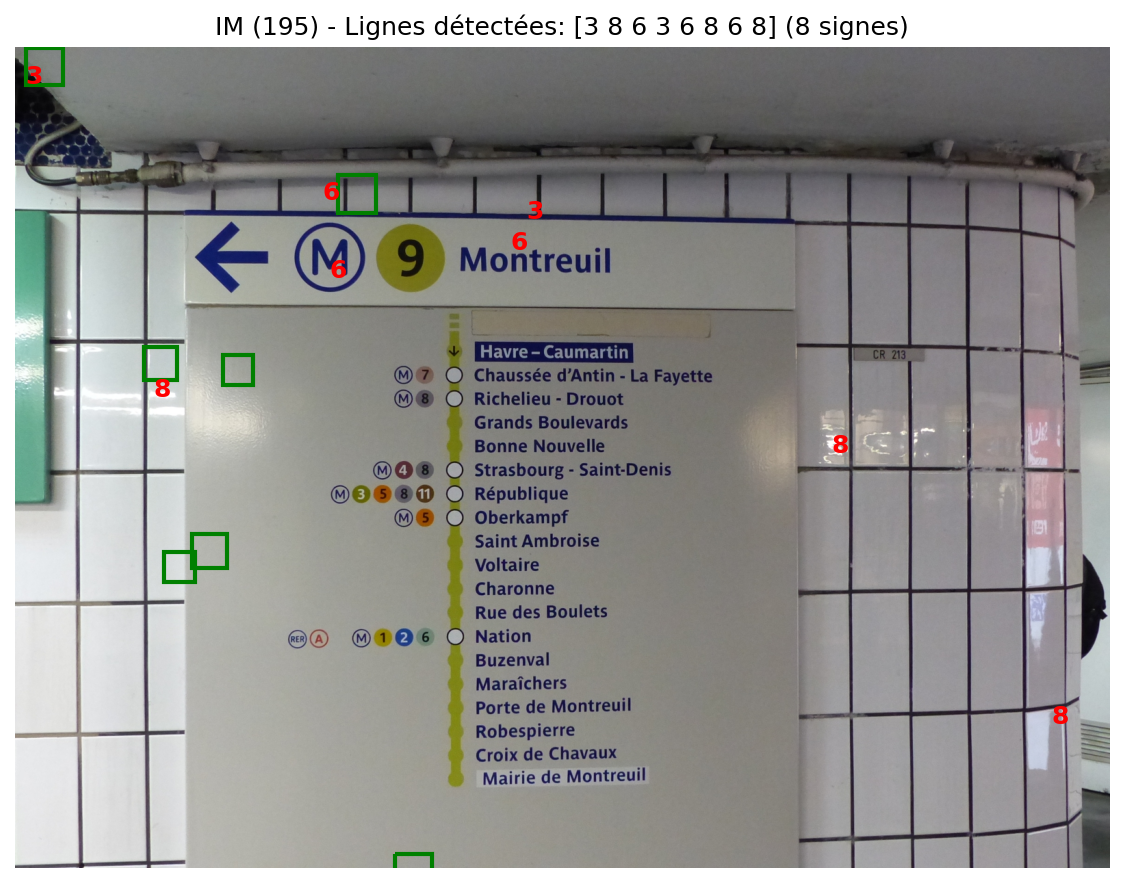 IM (195) - Lignes détectées: [3 8 6 3 6 8 6 8] (8 signes)
3
6
3
6
M 9 Montreuil
6
Havre – Caumartin
M 7 Chaussée d'Antin - La Fayette
M 8 Richelieu - Drouot
Grands Boulevards
Bonne Nouvelle
M 4 8 Strasbourg - Saint-Denis
M 3 5 8 11 République
M 5 Oberkampf
Saint Ambroise
Voltaire
Charonne
Rue des Boulets
RER A M 1 2 6 Nation
Buzenval
Maraîchers
Porte de Montreuil
Robespierre
Croix de Chavaux
Mairie de Montreuil
CR 213
8
8
8